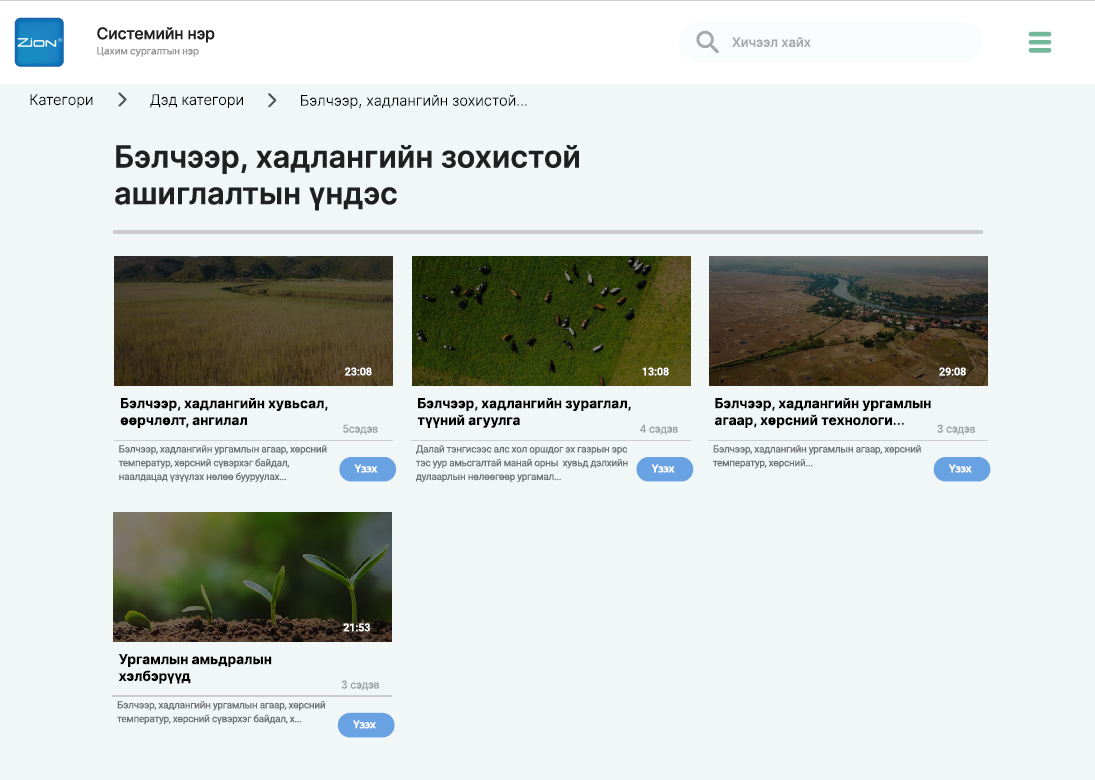 Zion®
Системийн нэр
Цахим сургалтын нэр
Хичээл хайх
Категори
Дэд категори
Бэлчээр, хадлангийн зохистой...
Бэлчээр, хадлангийн зохистой
ашиглалтын үндэс
23:08
Бэлчээр, хадлангийн хувьсал,
өөрчлөлт, ангилал
5сэдэв
Бэлчээр, хадлангийн ургамлын агаар, хөрсний
температур, хөрсний сүвэрхэг байдал,
наалдацад үзүүлэх нөлөө бууруулах...
Үзэх
13:08
Бэлчээр, хадлангийн зураглал,
түүний агуулга
4 сэдэв
Далай тэнгисээс алс хол оршдог эх газрын эрс
тэс уур амьсгалтай манай орны хувьд дэлхийн
дулаарлын нөлөөгөөр ургамал...
Үзэх
29:08
Бэлчээр, хадлангийн ургамлын
агаар, хөрсний технологи...
3 сэдэв
Бэлчээр, хадлангийн ургамлын агаар, хөрсний
температур, хөрсний...
Үзэх
21:53
Ургамлын амьдралын
хэлбэрүүд
3 сэдэв
Бэлчээр, хадлангийн ургамлын агаар, хөрсний
температур, хөрсний сүвэрхэг байдал, х...
Үзэх